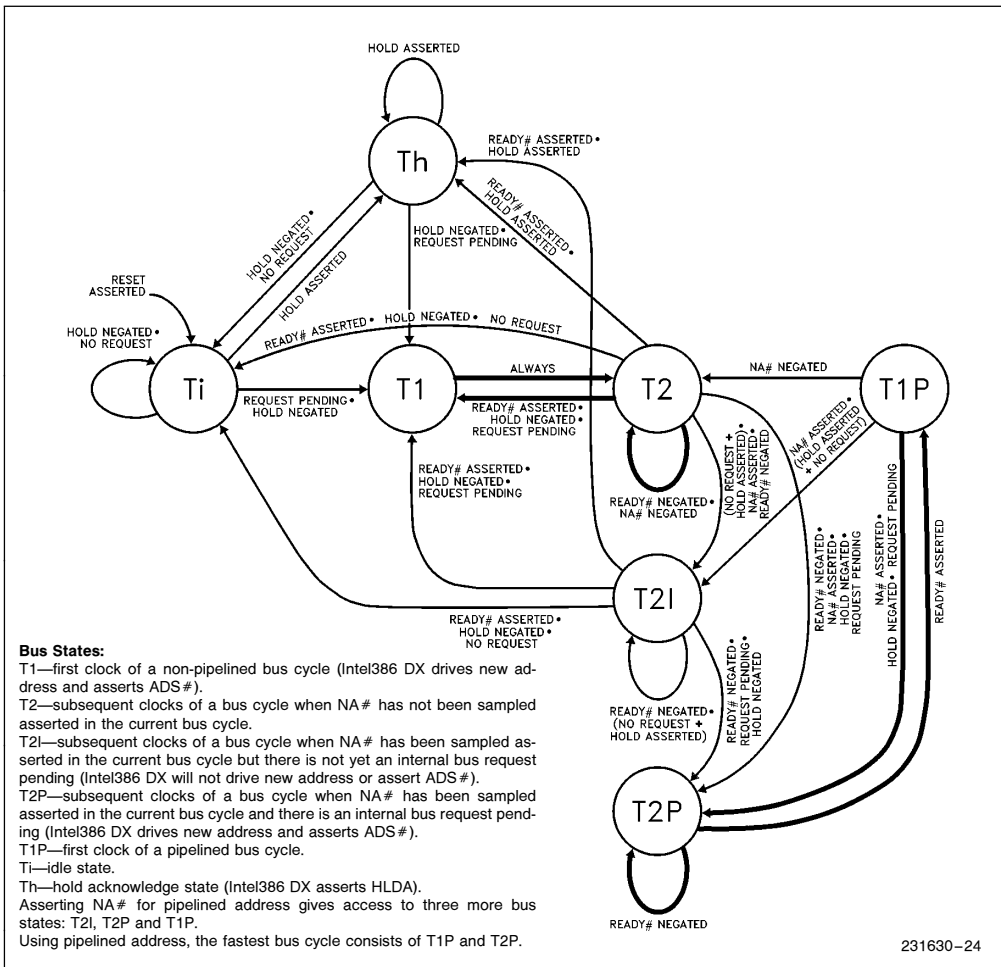 HOLD ASSERTED
Th
READY# ASSERTED•
HOLD ASSERTED
READY# ASSERTED•
HOLD ASSERTED
HOLD NEGATED•
REQUEST PENDING
HOLD NEGATED•
NO REQUEST
HOLD ASSERTED
RESET
ASSERTED
HOLD NEGATED•
NO REQUEST
READY# ASSERTED• HOLD NEGATED• NO REQUEST
Ti
REQUEST PENDING•
HOLD NEGATED
T1
ALWAYS
READY# ASSERTED•
HOLD NEGATED•
REQUEST PENDING
T2
NA# NEGATED
T1P
READY# NEGATED•
NA# NEGATED
(NO REQUEST +
HOLD ASSERTED)•
NA# ASSERTED•
READY# NEGATED
NA# ASSERTED•
(HOLD ASSERTED
+ NO REQUEST)
READY# ASSERTED•
HOLD NEGATED•
REQUEST PENDING
READY# NEGATED•
NA# ASSERTED•
HOLD NEGATED•
REQUEST PENDING
NA# ASSERTED•
HOLD NEGATED• REQUEST PENDING
READY# ASSERTED
T2I
READY# ASSERTED•
HOLD NEGATED•
NO REQUEST
READY# NEGATED•
(NO REQUEST +
HOLD ASSERTED)
READY# NEGATED•
REQUEST PENDING•
HOLD NEGATED
T2P
READY# NEGATED
Bus States:
T1—first clock of a non-pipelined bus cycle (Intel386 DX drives new ad-
dress and asserts ADS#).
T2—subsequent clocks of a bus cycle when NA# has not been sampled
asserted in the current bus cycle.
T2I—subsequent clocks of a bus cycle when NA# has been sampled as-
serted in the current bus cycle but there is not yet an internal bus request
pending (Intel386 DX will not drive new address or assert ADS#).
T2P—subsequent clocks of a bus cycle when NA# has been sampled
asserted in the current bus cycle and there is an internal bus request pend-
ing (Intel386 DX drives new address and asserts ADS#).
T1P—first clock of a pipelined bus cycle.
Ti—idle state.
Th—hold acknowledge state (Intel386 DX asserts HLDA).
Asserting NA# for pipelined address gives access to three more bus
states: T2I, T2P and T1P.
Using pipelined address, the fastest bus cycle consists of T1P and T2P.
231630–24